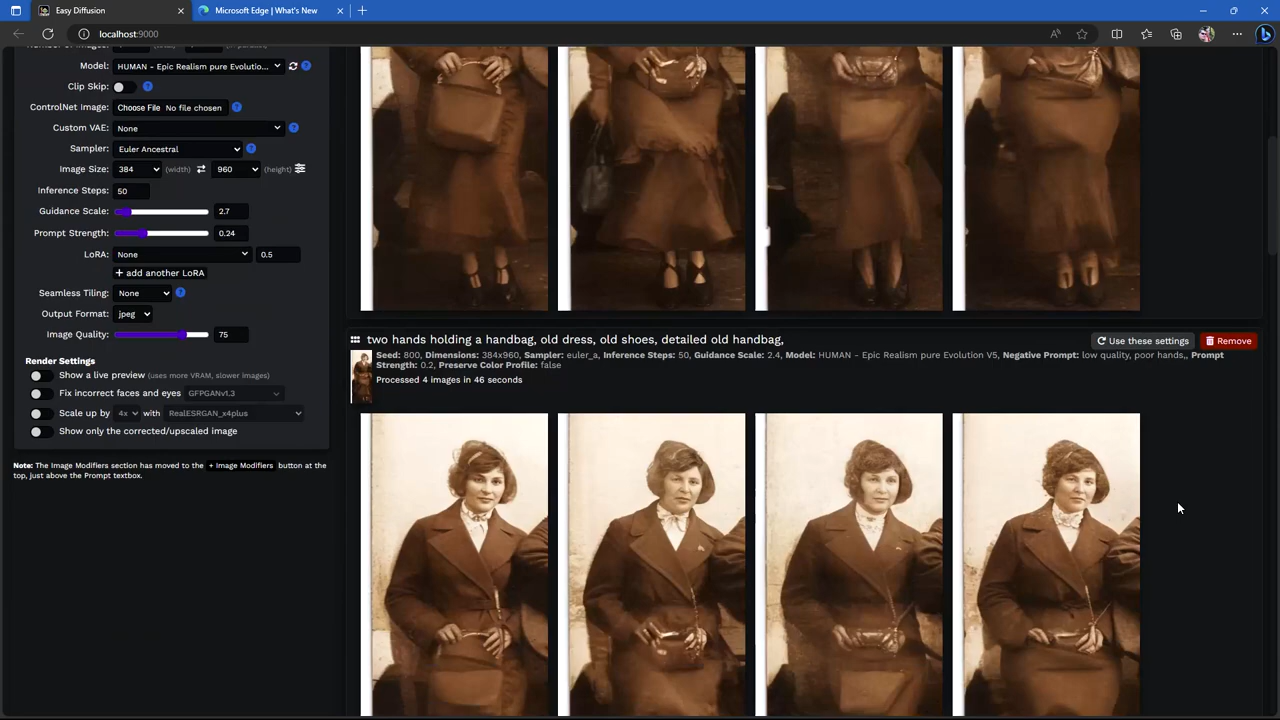 Easy Diffusion
Microsoft Edge | What's New
localhost:9000
Model: HUMAN - Epic Realism pure Evolutio...
Clip Skip:
ControlNet Image: Choose File No file chosen
Custom VAE: None
Sampler: Euler Ancestral
Image Size: 384 (width) 960 (height)
Inference Steps: 50
Guidance Scale: 2.7
Prompt Strength: 0.24
LoRA: None 0.5
+ add another LoRA
Seamless Tiling: None
Output Format: jpeg
Image Quality: 75
Render Settings
Show a live preview (uses more VRAM, slower images)
Fix incorrect faces and eyes GFPGANv1.3
Scale up by 4x with RealESRGAN_x4plus
Show only the corrected/upscaled image
Note: The Image Modifiers section has moved to the + Image Modifiers button at the
top, just above the Prompt textbox.
two hands holding a handbag, old dress, old shoes, detailed old handbag,
Use these settings
Remove
Seed: 800, Dimensions: 384x960, Sampler: euler_a, Inference Steps: 50, Guidance Scale: 2.4, Model: HUMAN - Epic Realism pure Evolution V5, Negative Prompt: low quality, poor hands,, Prompt
Strength: 0.2, Preserve Color Profile: false
Processed 4 images in 46 seconds